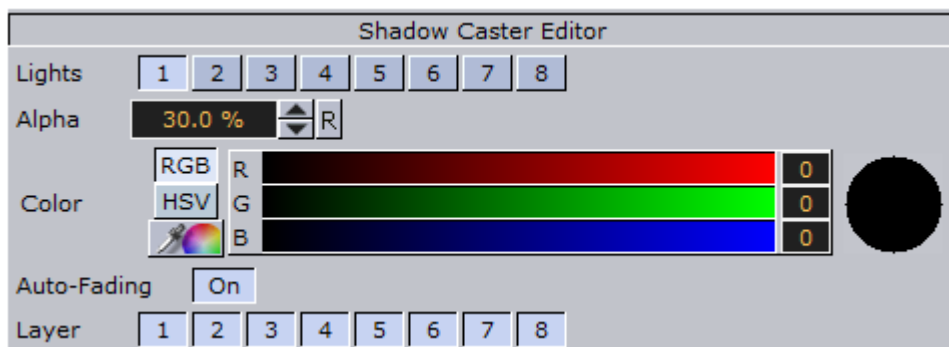 Shadow Caster Editor
Lights 1 2 3 4 5 6 7 8
Alpha 30.0 % R
RGB R 0
Color HSV G 0
B 0
Auto-Fading On
Layer 1 2 3 4 5 6 7 8